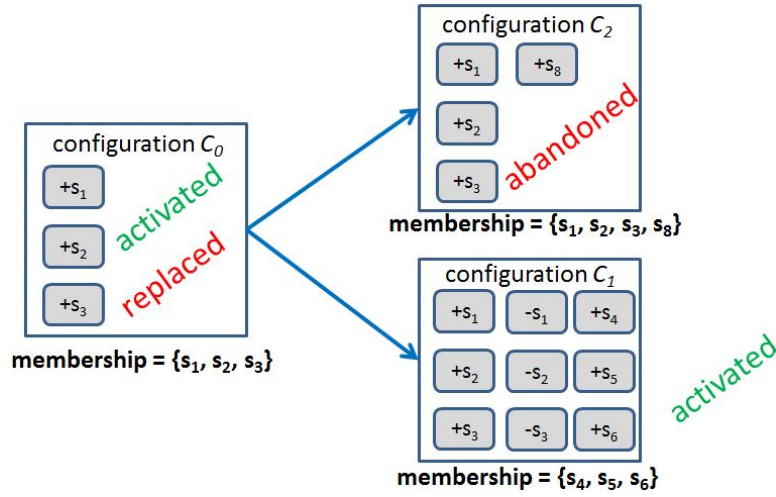 configuration C₀
+s₁
+s₂
+s₃
activated
replaced
membership = {s₁, s₂, s₃}
configuration C₂
+s₁ +s₈
+s₂
+s₃
abandoned
membership = {s₁, s₂, s₃, s₈}
configuration C₁
+s₁ -s₁ +s₄
+s₂ -s₂ +s₅
+s₃ -s₃ +s₆
activated
membership = {s₄, s₅, s₆}